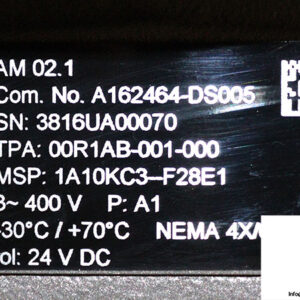 AM 02.1
Com. No. A162464-DS005
SN: 3816UA00070
TPA: 00R1AB-001-000
MSP: 1A10KC3--F28E1
3~ 400 V P: A1
-30°C / +70°C NEMA 4X/
ol: 24 V DC